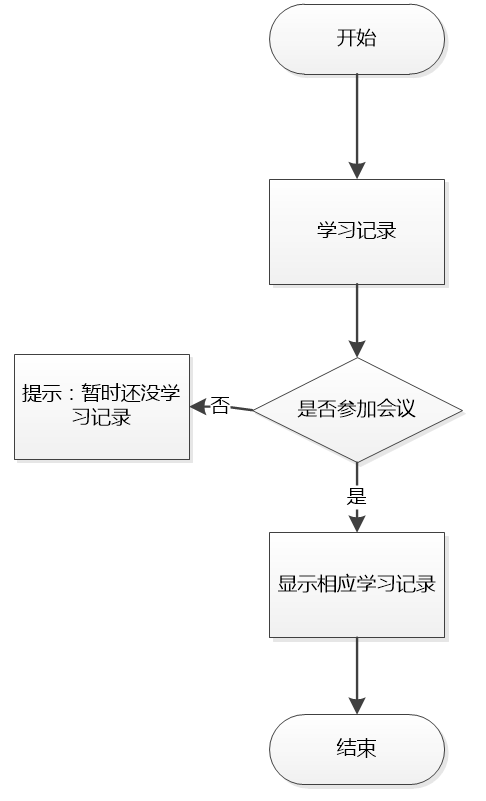 开始
学习记录
是否参加会议
否
提示：暂时还没学
习记录
是
显示相应学习记录
结束